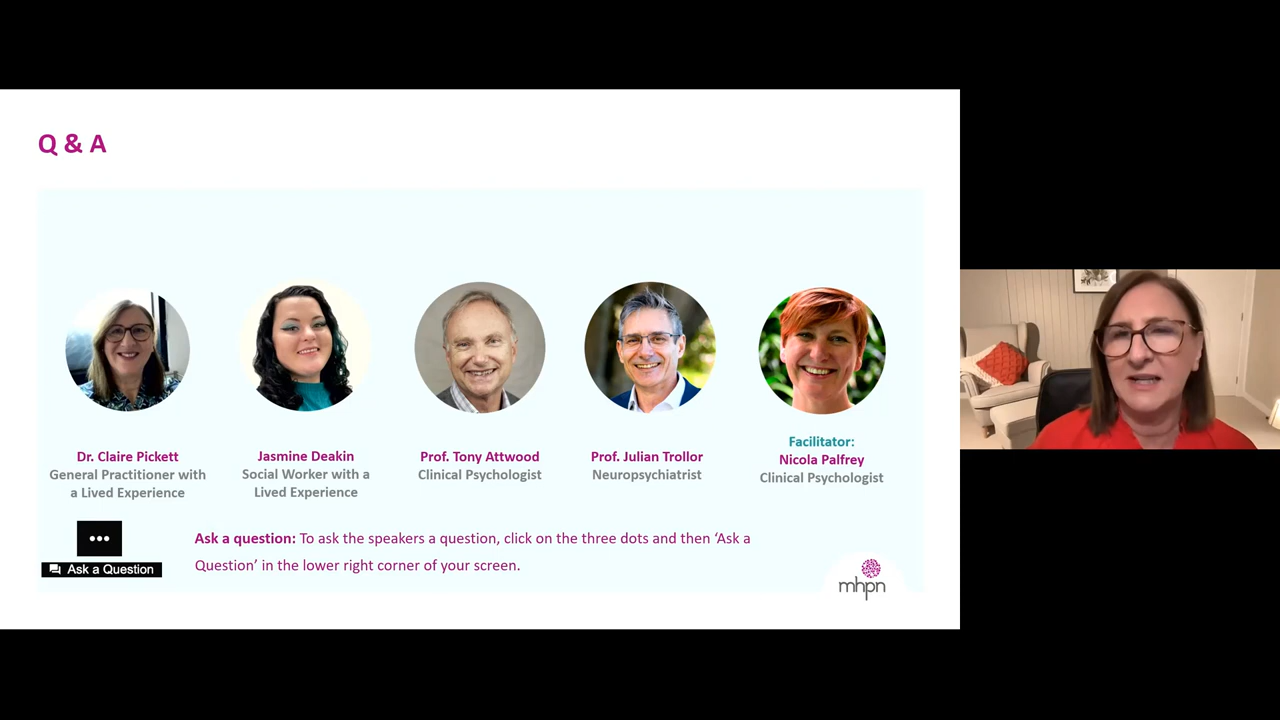 Q & A
Dr. Claire Pickett
General Practitioner with
a Lived Experience
Jasmine Deakin
Social Worker with a
Lived Experience
Prof. Tony Attwood
Clinical Psychologist
Prof. Julian Trollor
Neuropsychiatrist
Facilitator:
Nicola Palfrey
Clinical Psychologist
Ask a Question
Ask a question: To ask the speakers a question, click on the three dots and then ‘Ask a
Question’ in the lower right corner of your screen.
mhpn